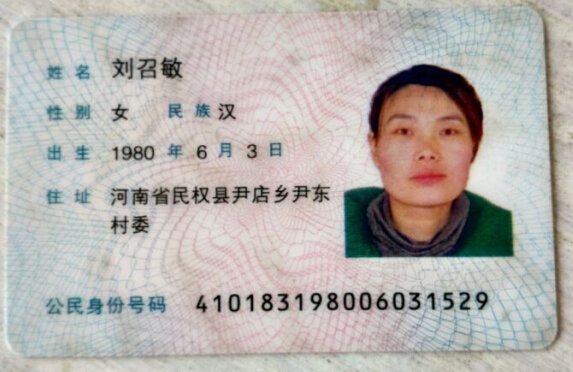 姓名 刘召敏
性别 女 民族 汉
出生 1980 年 6 月 3 日
住址 河南省民权县尹店乡尹东
村委
公民身份号码 410183198006031529